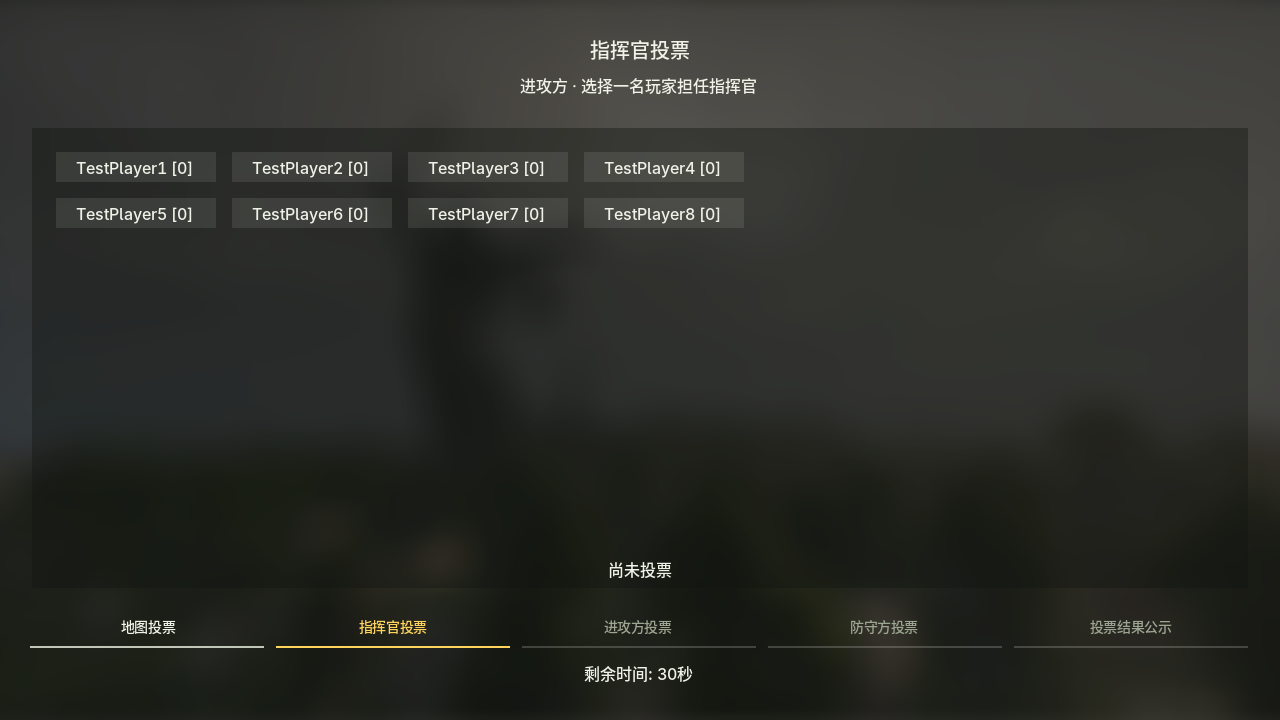 指挥官投票
进攻方 · 选择一名玩家担任指挥官
TestPlayer1 [0] TestPlayer2 [0] TestPlayer3 [0] TestPlayer4 [0]
TestPlayer5 [0] TestPlayer6 [0] TestPlayer7 [0] TestPlayer8 [0]
尚未投票
地图投票 指挥官投票 进攻方投票 防守方投票 投票结果公示
剩余时间: 30秒